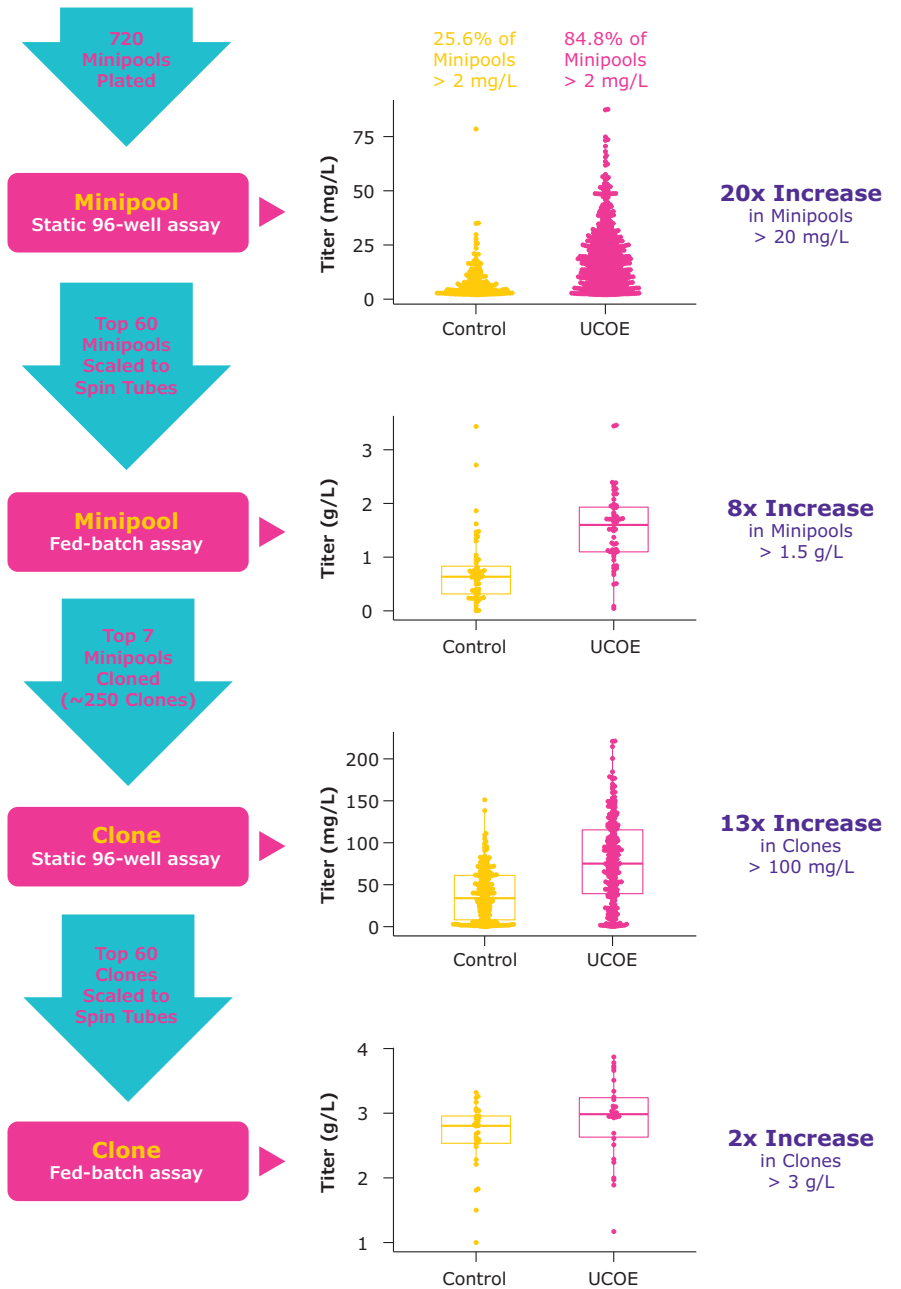 720
Minipools
Plated
25.6% of
Minipools
> 2 mg/L
84.8% of
Minipools
> 2 mg/L
Minipool
Static 96-well assay
Titer (mg/L)
75
50
25
0
Control
UCOE
20x Increase
in Minipools
> 20 mg/L
Top 60
Minipools
Scaled to
Spin Tubes
Minipool
Fed-batch assay
Titer (g/L)
3
2
1
0
Control
UCOE
8x Increase
in Minipools
> 1.5 g/L
Top 7
Minipools
Cloned
(~250 Clones)
Clone
Static 96-well assay
Titer (mg/L)
200
150
100
50
0
Control
UCOE
13x Increase
in Clones
> 100 mg/L
Top 60
Clones
Scaled to
Spin Tubes
Clone
Fed-batch assay
Titer (g/L)
4
3
2
1
Control
UCOE
2x Increase
in Clones
> 3 g/L